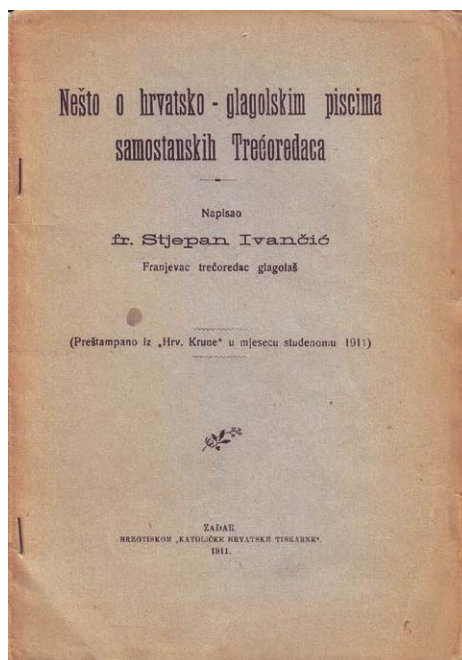 Nešto o hrvatsko - glagolskim piscima
samostanskih Trećoredaca
Napisao
fr. Stjepan Ivančić
Franjevac trećoredac glagolaš
(Preštampano iz „Hrv. Krune“ u mjesecu studenomu 1911)
ZADAR
BRZOTISKOM „KATOLIČKE HRVATSKE TISKARNE“.
1911.